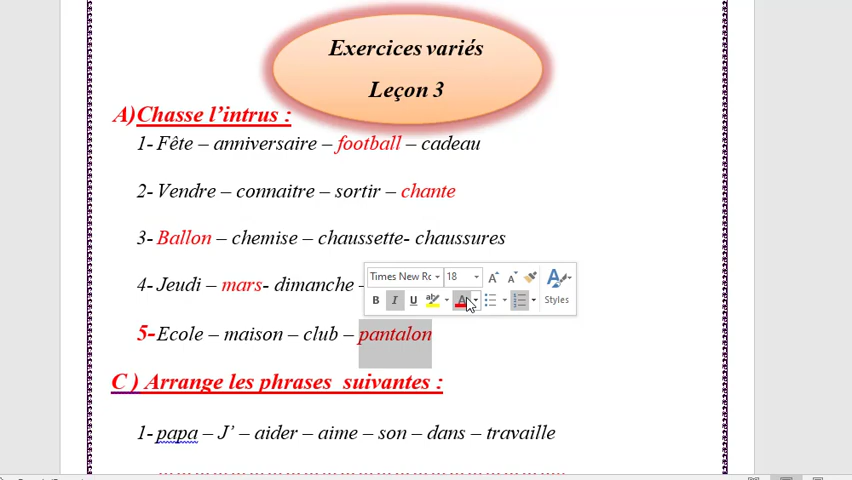 Exercices variés
Leçon 3
A)Chasse l’intrus :
1- Fête – anniversaire – football – cadeau
2- Vendre – connaitre – sortir – chante
3- Ballon – chemise – chaussette- chaussures
4- Jeudi – mars- dimanche –
Times New Rc 18 A A
B I U ab A Styles
5-Ecole – maison – club – pantalon
C ) Arrange les phrases suivantes :
1- papa – J’ – aider – aime – son – dans – travaille